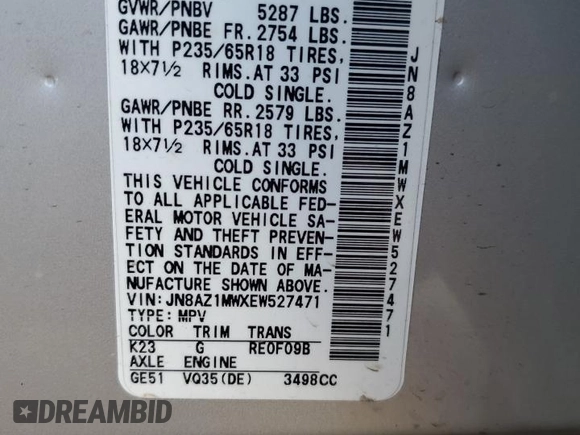 GVWR/PNBV 5287 LBS.
GAWR/PNBE FR. 2754 LBS.
WITH P235/65R18 TIRES,
18×7½ RIMS. AT 33 PSI
COLD SINGLE.
GAWR/PNBE RR. 2579 LBS.
WITH P235/65R18 TIRES,
18×7½ RIMS. AT 33 PSI
COLD SINGLE.
THIS VEHICLE CONFORMS
TO ALL APPLICABLE FED-
ERAL MOTOR VEHICLE SA-
FETY AND THEFT PREVEN-
TION STANDARDS IN EFF-
ECT ON THE DATE OF MA-
NUFACTURE SHOWN ABOVE.
VIN: JN8AZ1MWXEW527471
TYPE: MPV
COLOR TRIM TRANS
K23 G RE0F09B
AXLE ENGINE
GE51 VQ35(DE) 3498CC
JN8AZ1MWXEW527471
DREAMBID